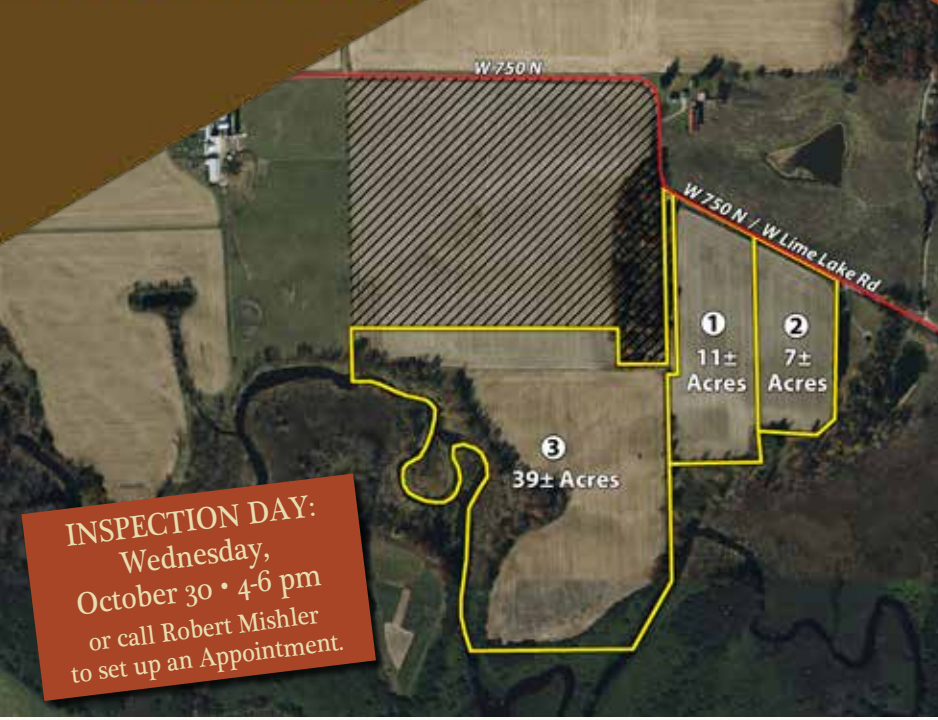 W 750 N
W 750 N / W Lime Lake Rd
1
11±
Acres
2
7±
Acres
3
39± Acres
INSPECTION DAY:
Wednesday,
October 30 • 4-6 pm
or call Robert Mishler
to set up an Appointment.